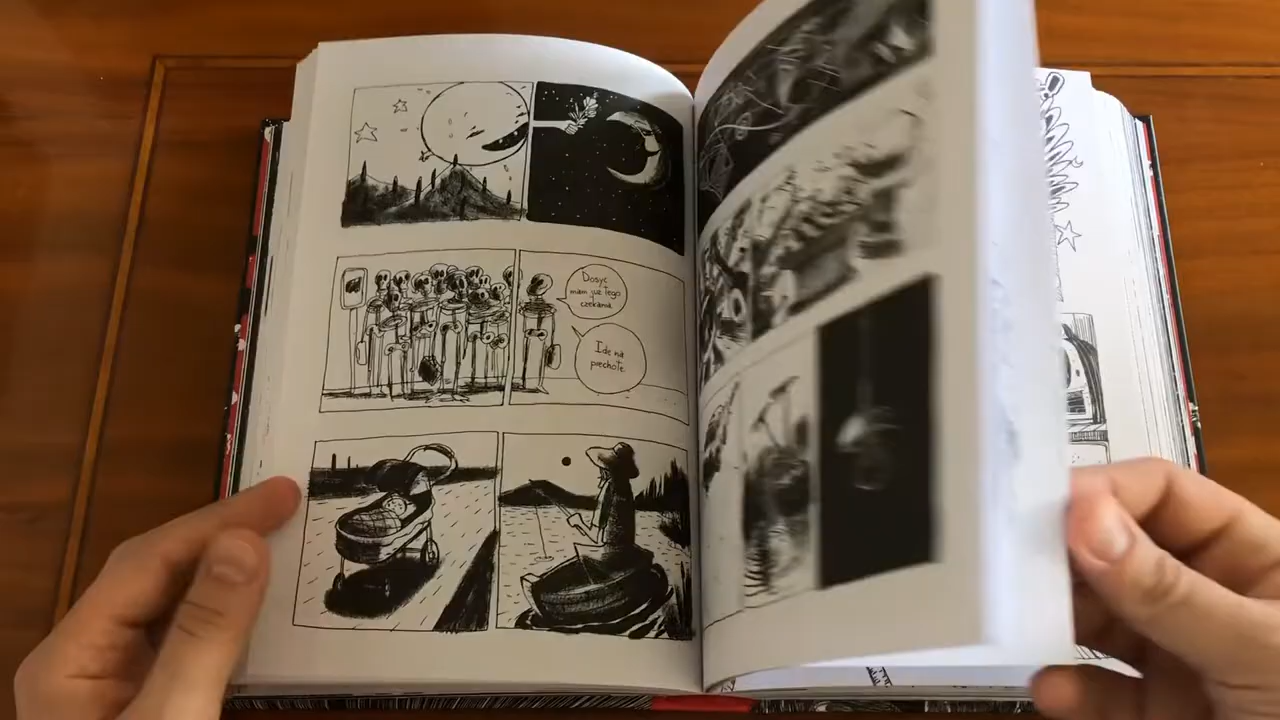 Dosyć
mam już tego
czekania.
Idę na
piechotę.